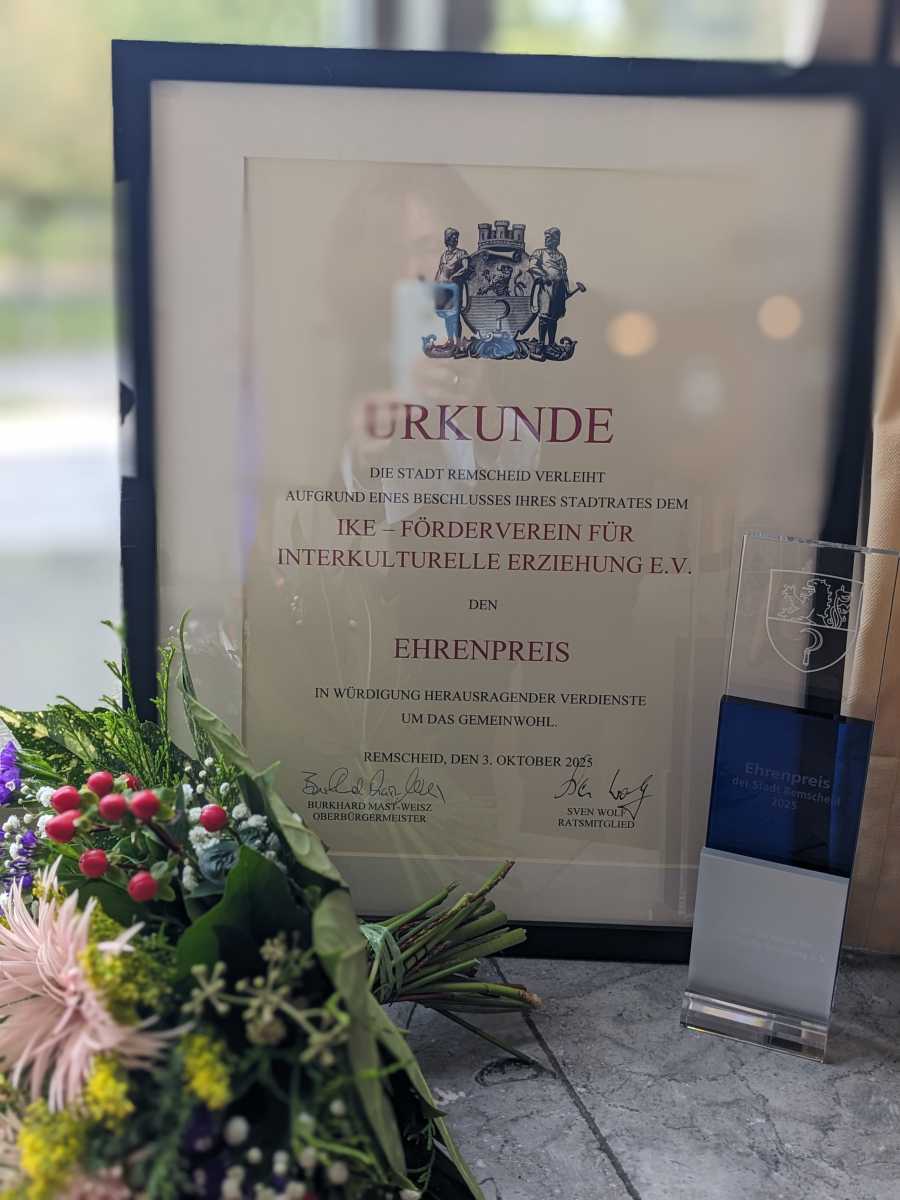 URKUNDE
DIE STADT REMSCHEID VERLEIHT
AUFGRUND EINES BESCHLUSSES IHRES STADTRATES DEM
IKE – FÖRDERVEREIN FÜR
INTERKULTURELLE ERZIEHUNG E.V.
DEN
EHRENPREIS
IN WÜRDIGUNG HERAUSRAGENDER VERDIENSTE
UM DAS GEMEINWOHL.
REMSCHEID, DEN 3. OKTOBER 2025
BURKHARD MAST-WEISZ
OBERBÜRGERMEISTER
SVEN WOLF
RATSMITGLIED
Ehrenpreis
der Stadt Remscheid
2025